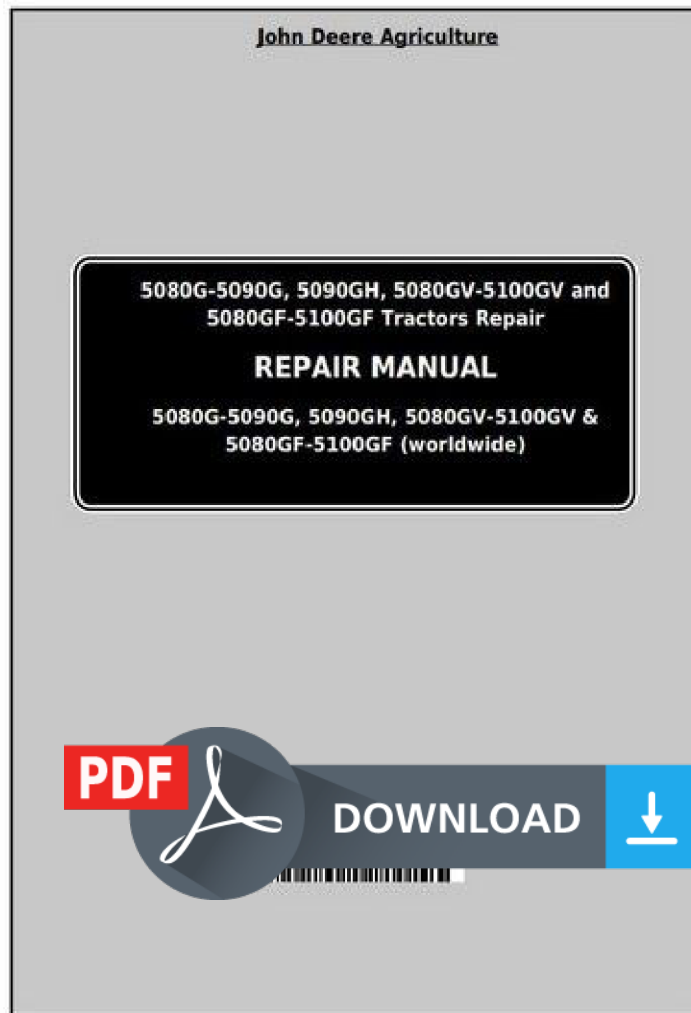 John Deere Agriculture
5080G-5090G, 5090GH, 5080GV-5100GV and
5080GF-5100GF Tractors Repair
REPAIR MANUAL
5080G-5090G, 5090GH, 5080GV-5100GV &
5080GF-5100GF (worldwide)
PDF
DOWNLOAD